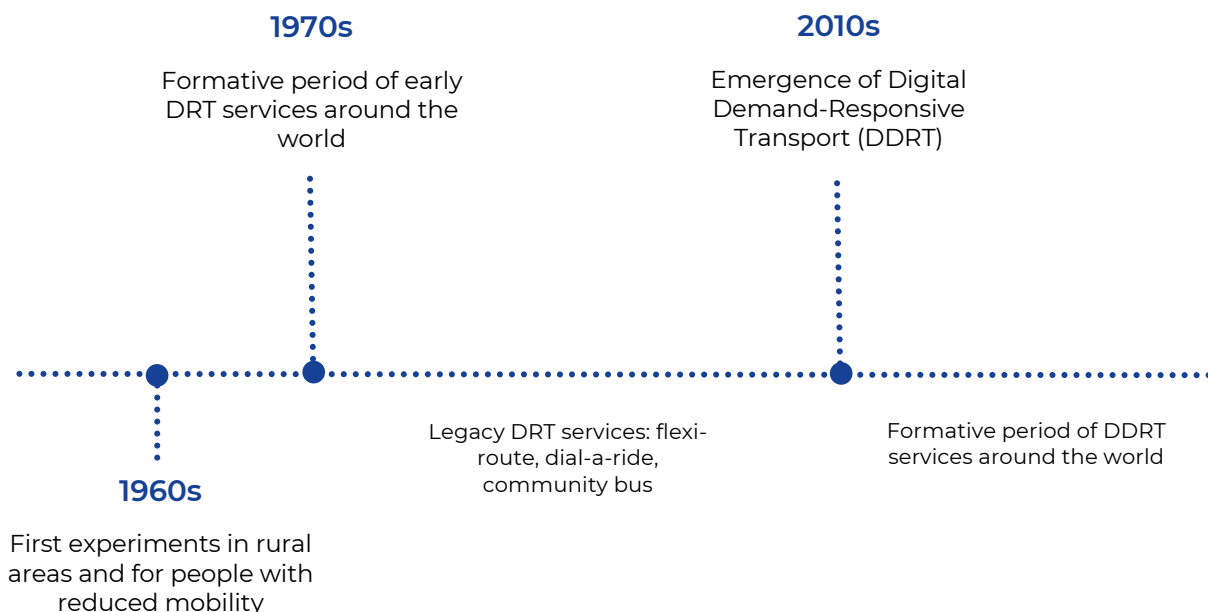 1970s
Formative period of early
DRT services around the
world
2010s
Emergence of Digital
Demand-Responsive
Transport (DDRT)
Legacy DRT services: flexi-
route, dial-a-ride,
community bus
Formative period of DDRT
services around the world
1960s
First experiments in rural
areas and for people with
reduced mobility